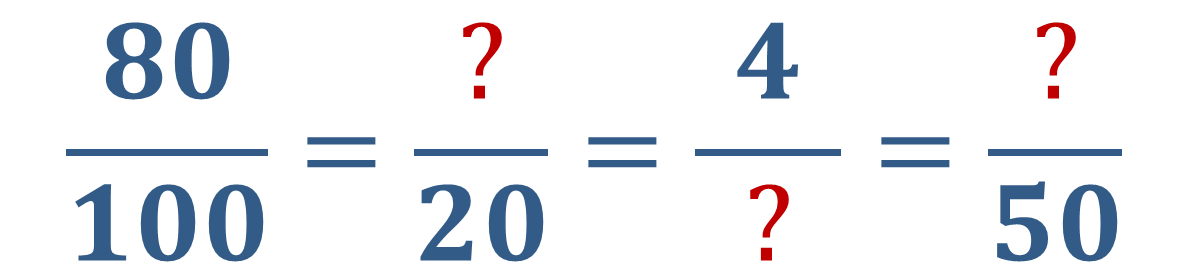 80/100 = ?/20 = 4/? = ?/50